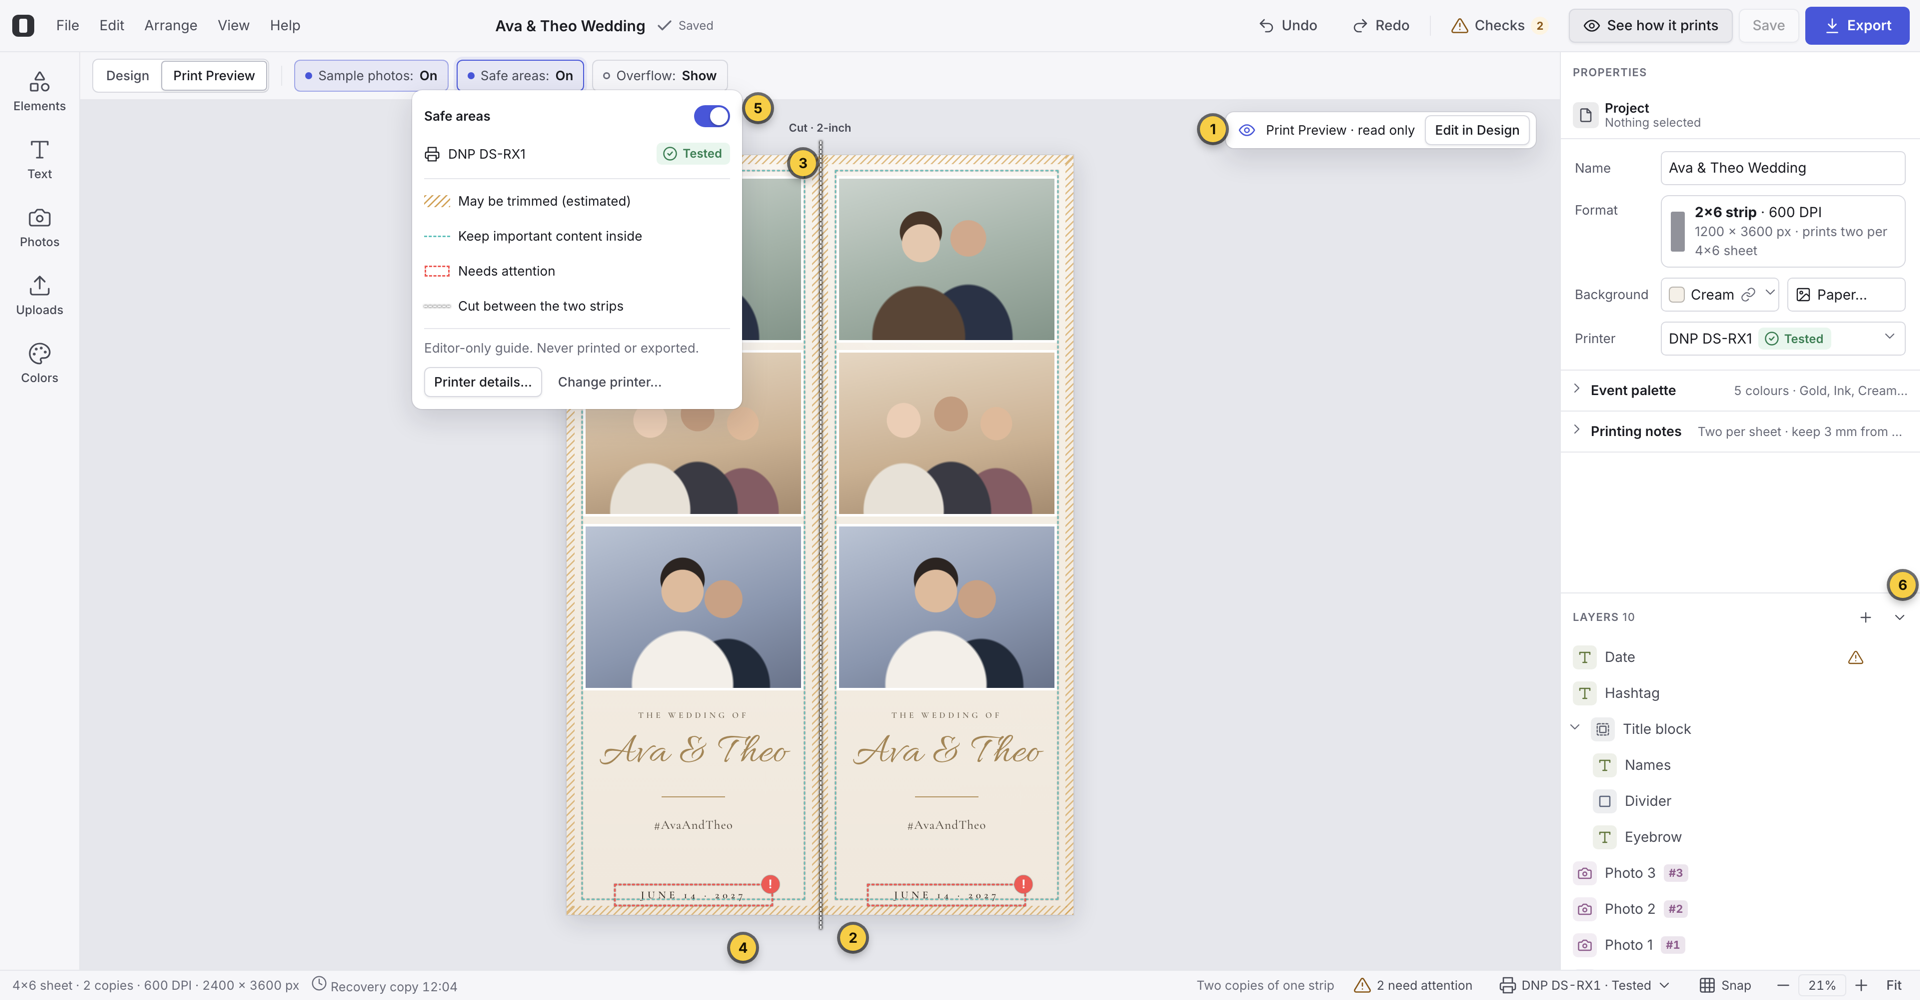 File Edit Arrange View Help
Ava & Theo Wedding Saved
Undo Redo Checks 2 See how it prints Save Export
Design Print Preview Sample photos: On Safe areas: On Overflow: Show
Elements
Text
Photos
Uploads
Colors
Safe areas
DNP DS-RX1 Tested
May be trimmed (estimated)
Keep important content inside
Needs attention
Cut between the two strips
Editor-only guide. Never printed or exported.
Printer details... Change printer...
5
Cut · 2-inch
3
1 Print Preview · read only Edit in Design
THE WEDDING OF
Ava & Theo
#AvaAndTheo
JUNE 14 · 2027
!
THE WEDDING OF
Ava & Theo
#AvaAndTheo
JUNE 14 · 2027
!
4
2
PROPERTIES
Project
Nothing selected
Name Ava & Theo Wedding
Format 2×6 strip · 600 DPI
1200 × 3600 px · prints two per
4×6 sheet
Background Cream Paper...
Printer DNP DS-RX1 Tested
Event palette 5 colours · Gold, Ink, Cream...
Printing notes Two per sheet · keep 3 mm from ...
6
LAYERS 10
Date
Hashtag
Title block
Names
Divider
Eyebrow
Photo 3 #3
Photo 2 #2
Photo 1 #1
4×6 sheet · 2 copies · 600 DPI · 2400 × 3600 px Recovery copy 12:04
Two copies of one strip 2 need attention DNP DS-RX1 · Tested Snap 21% Fit